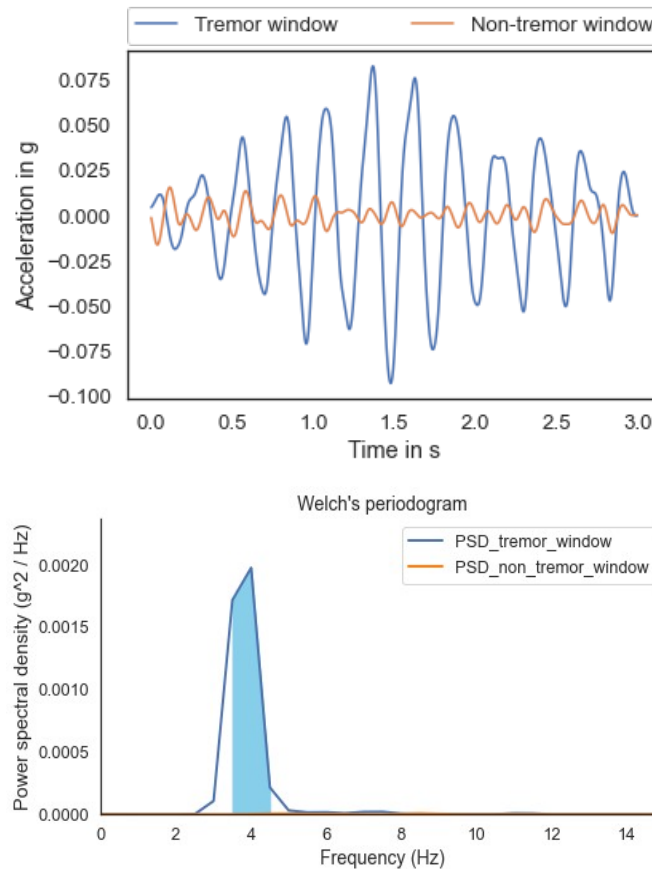 Tremor window Non-tremor window
0.075
0.050
0.025
0.000
−0.025
−0.050
−0.075
−0.100
Acceleration in g
0.0 0.5 1.0 1.5 2.0 2.5 3.0
Time in s
Welch's periodogram
PSD_tremor_window
PSD_non_tremor_window
0.0020
0.0015
0.0010
0.0005
0.0000
Power spectral density (g^2 / Hz)
0 2 4 6 8 10 12 14
Frequency (Hz)